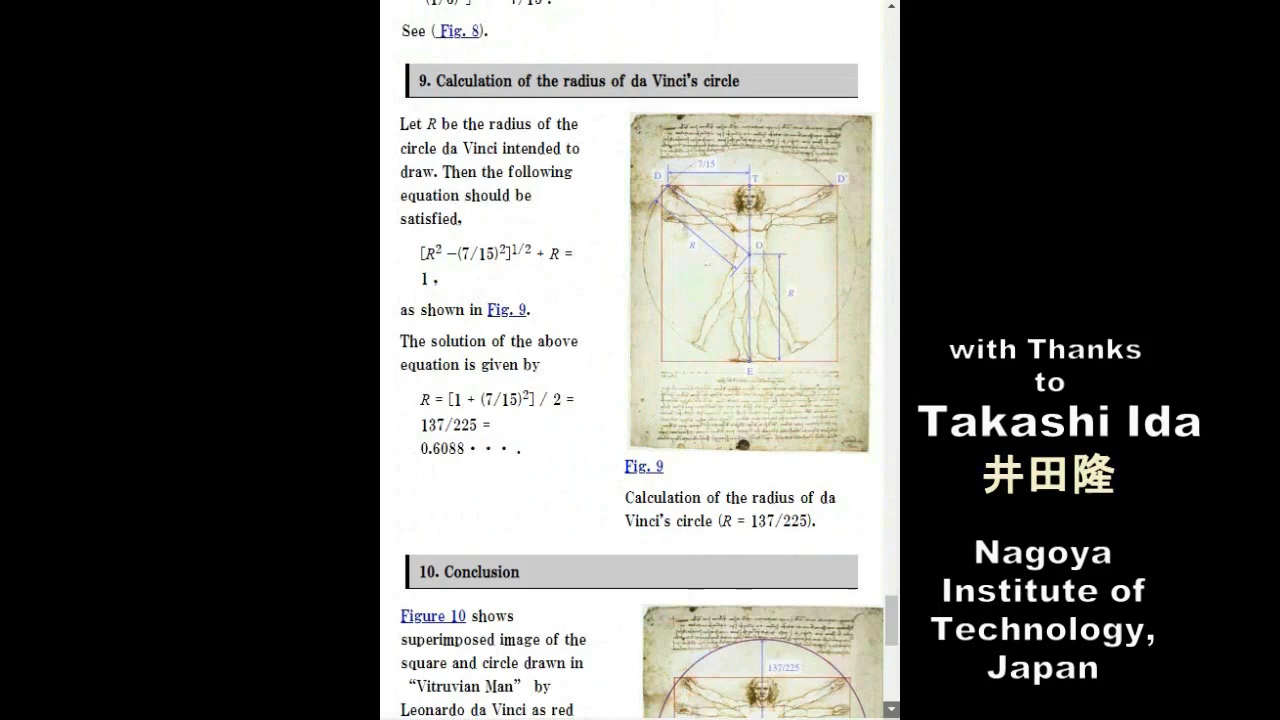 See ( Fig. 8).
9. Calculation of the radius of da Vinci's circle
Let R be the radius of the
circle da Vinci intended to
draw. Then the following
equation should be
satisfied,
[R² −(7/15)²]¹/² + R =
1 ,
as shown in Fig. 9.
The solution of the above
equation is given by
R = [1 + (7/15)²] / 2 =
137/225 =
0.6088・・・ .
7/15
D
T
D'
R
O
R
E
Fig. 9
Calculation of the radius of da
Vinci's circle (R = 137/225).
10. Conclusion
Figure 10 shows
superimposed image of the
square and circle drawn in
“Vitruvian Man” by
Leonardo da Vinci as red
137/225
with Thanks
to
Takashi Ida
井田隆
Nagoya
Institute of
Technology,
Japan